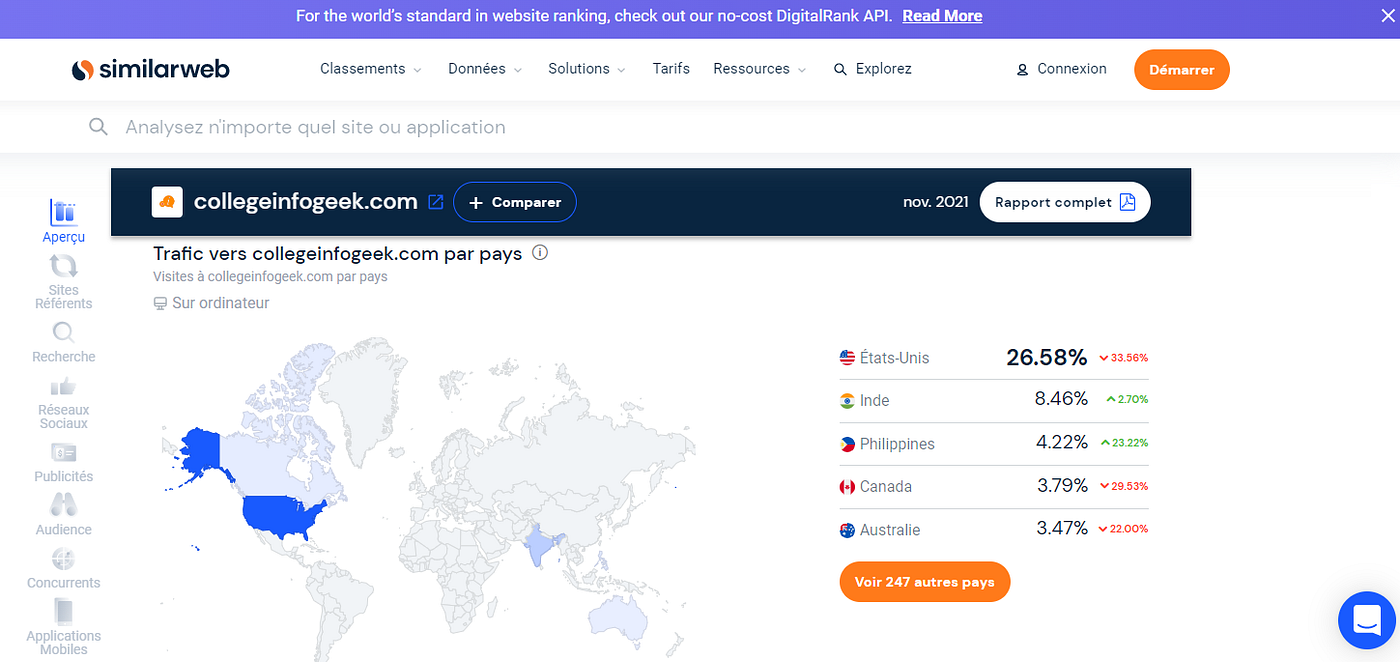 For the world's standard in website ranking, check out our no-cost DigitalRank API. Read More
similarweb
Classements
Données
Solutions
Tarifs
Ressources
Explorez
Connexion
Démarrer
Analysez n'importe quel site ou application
collegeinfogeek.com
+ Comparer
nov. 2021
Rapport complet
Aperçu
Sites
Référents
Recherche
Réseaux
Sociaux
Publicités
Audience
Concurrents
Applications
Mobiles
Trafic vers collegeinfogeek.com par pays
Visites à collegeinfogeek.com par pays
Sur ordinateur
États-Unis 26.58% 33.56%
Inde 8.46% 2.70%
Philippines 4.22% 23.22%
Canada 3.79% 29.53%
Australie 3.47% 22.00%
Voir 247 autres pays